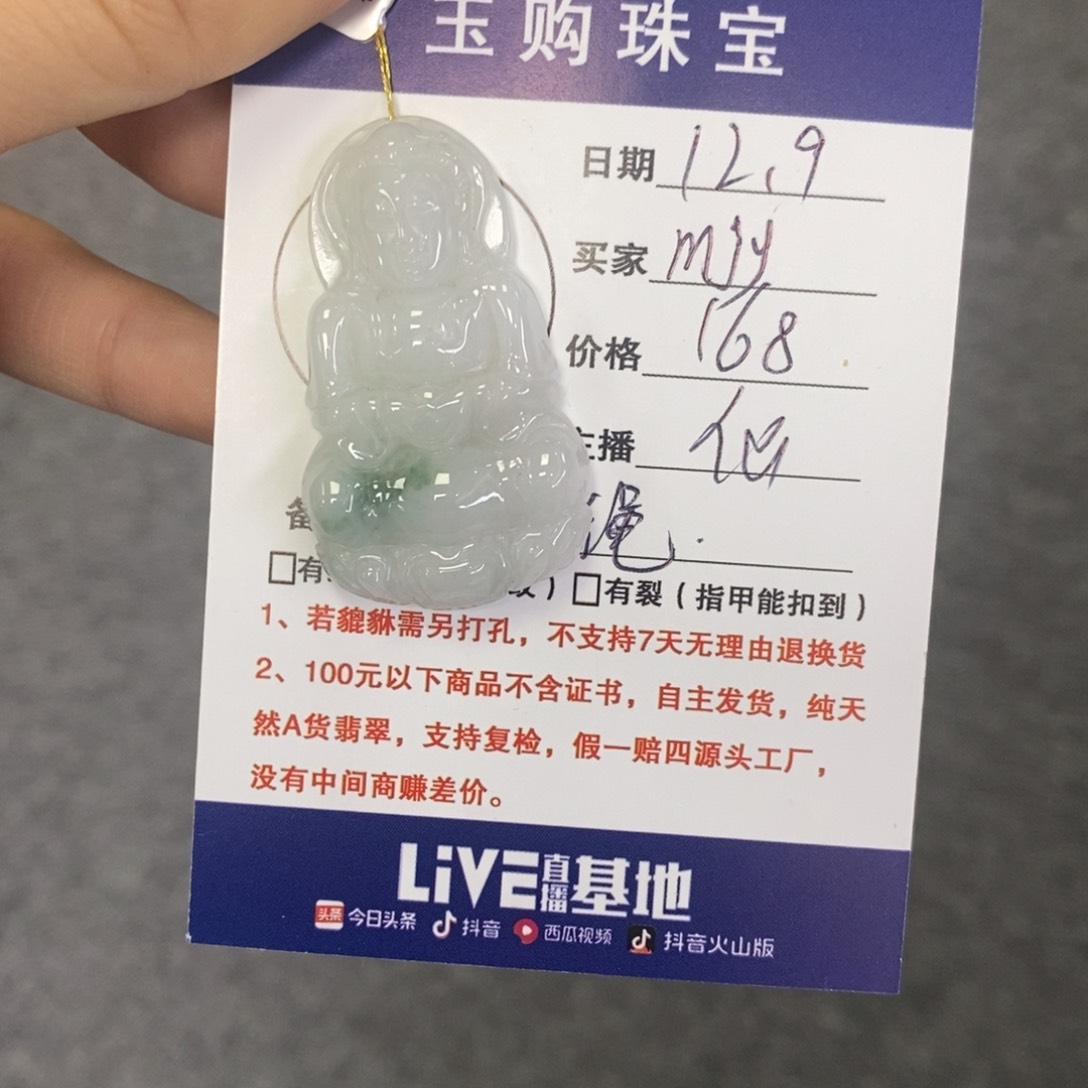 玉购珠宝
日期 12.9
买家 mjy
价格 168
主播
备
□有 纹）□有裂（指甲能扣到）
1、若貔貅需另打孔，不支持7天无理由退换货
2、100元以下商品不含证书，自主发货，纯天
然A货翡翠，支持复检，假一赔四源头工厂，
没有中间商赚差价。
LiVE直播基地
头条 今日头条 抖音 西瓜视频 抖音火山版